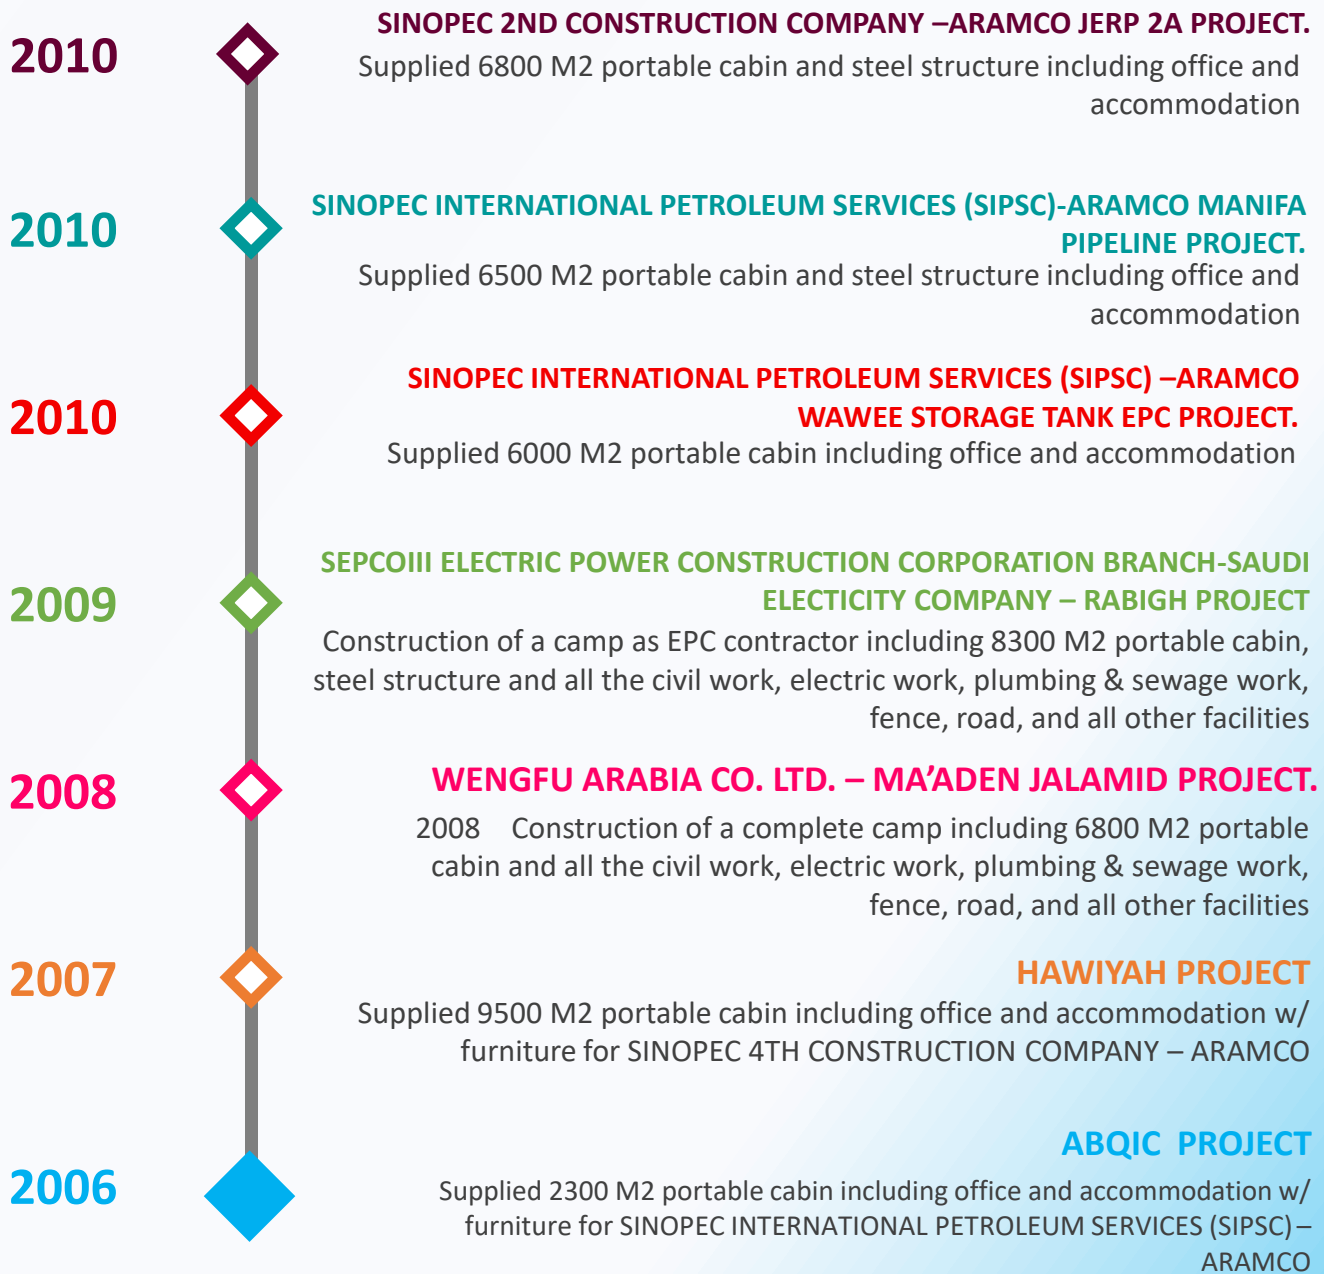 2010
SINOPEC 2ND CONSTRUCTION COMPANY –ARAMCO JERP 2A PROJECT.
Supplied 6800 M2 portable cabin and steel structure including office and
accommodation
2010
SINOPEC INTERNATIONAL PETROLEUM SERVICES (SIPSC)-ARAMCO MANIFA
PIPELINE PROJECT.
Supplied 6500 M2 portable cabin and steel structure including office and
accommodation
2010
SINOPEC INTERNATIONAL PETROLEUM SERVICES (SIPSC) –ARAMCO
WAWEE STORAGE TANK EPC PROJECT.
Supplied 6000 M2 portable cabin including office and accommodation
2009
SEPCOIII ELECTRIC POWER CONSTRUCTION CORPORATION BRANCH-SAUDI
ELECTICITY COMPANY – RABIGH PROJECT
Construction of a camp as EPC contractor including 8300 M2 portable cabin,
steel structure and all the civil work, electric work, plumbing & sewage work,
fence, road, and all other facilities
2008
WENGFU ARABIA CO. LTD. – MA’ADEN JALAMID PROJECT.
2008 Construction of a complete camp including 6800 M2 portable
cabin and all the civil work, electric work, plumbing & sewage work,
fence, road, and all other facilities
2007
HAWIYAH PROJECT
Supplied 9500 M2 portable cabin including office and accommodation w/
furniture for SINOPEC 4TH CONSTRUCTION COMPANY – ARAMCO
2006
ABQIC PROJECT
Supplied 2300 M2 portable cabin including office and accommodation w/
furniture for SINOPEC INTERNATIONAL PETROLEUM SERVICES (SIPSC) –
ARAMCO